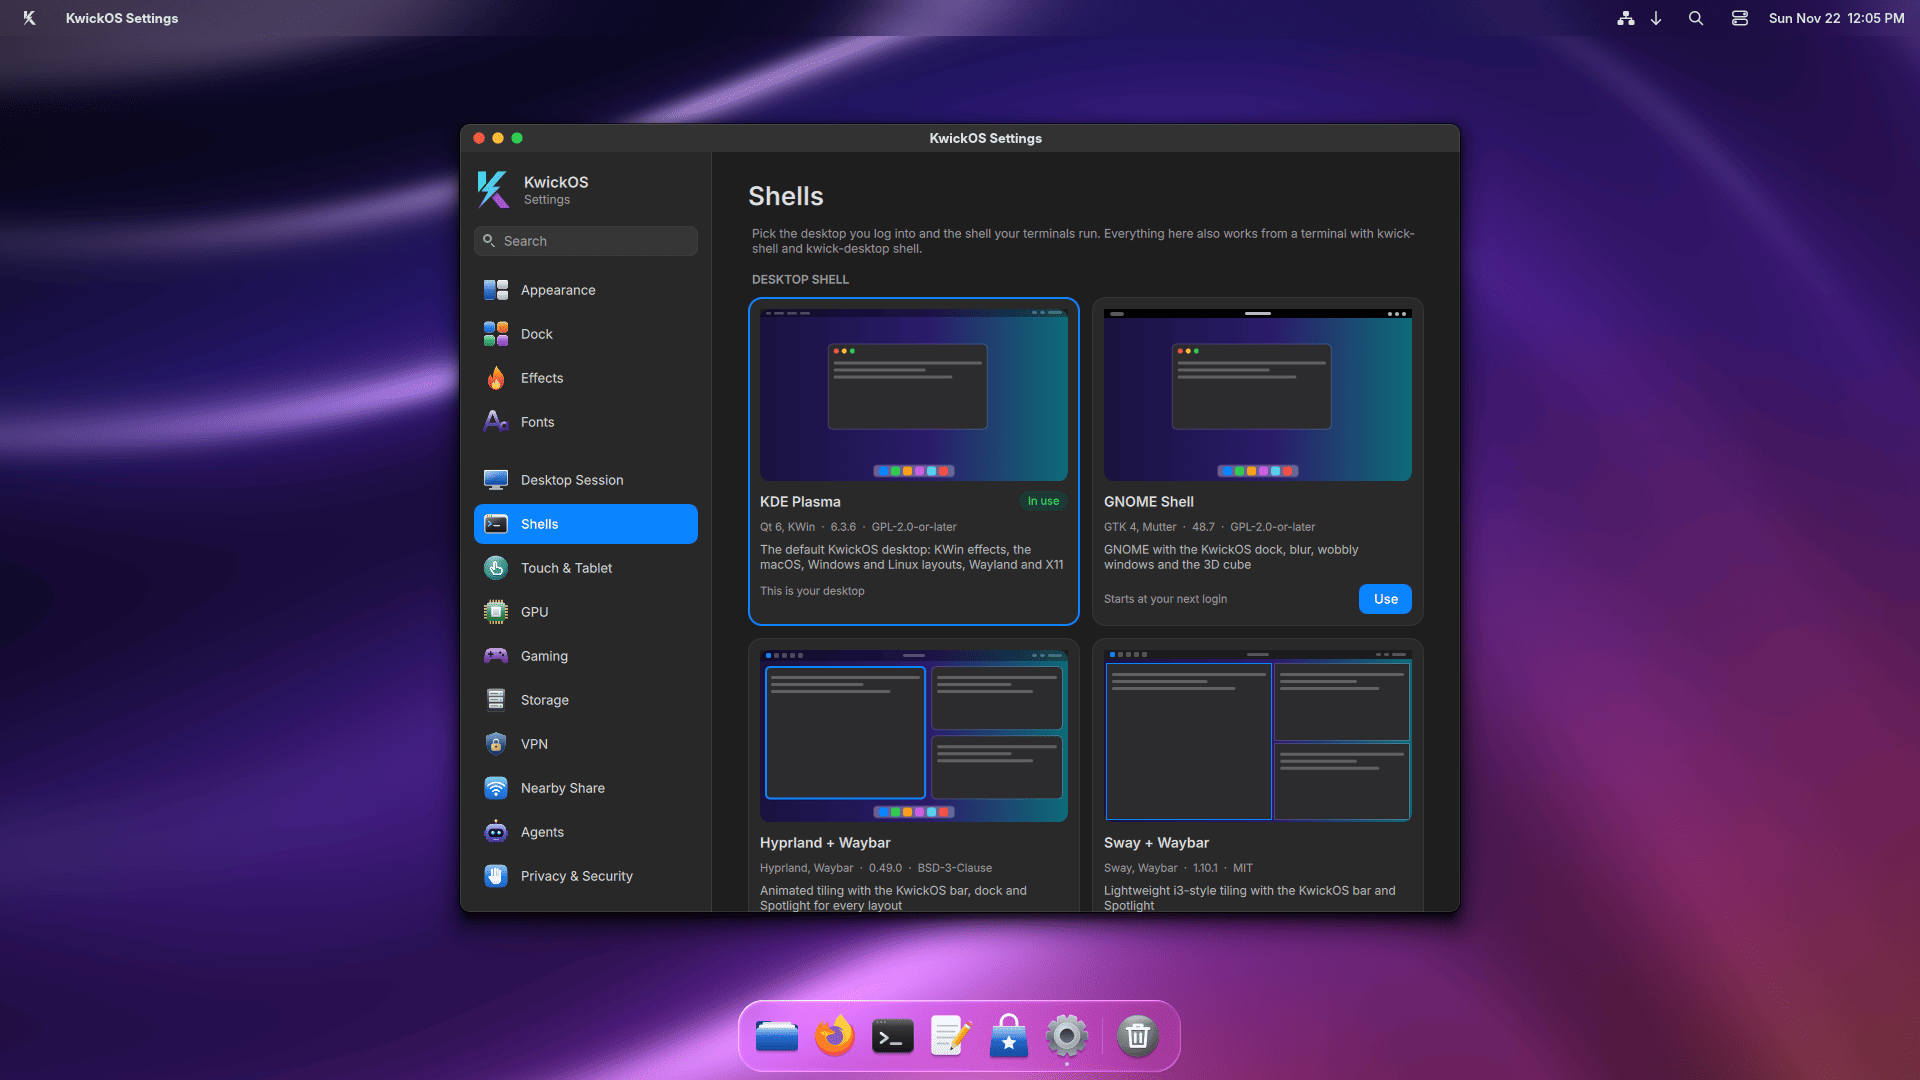 KwickOS Settings
Sun Nov 22 12:05 PM
KwickOS Settings
KwickOS
Settings
Search
Appearance
Dock
Effects
Fonts
Desktop Session
Shells
Touch & Tablet
GPU
Gaming
Storage
VPN
Nearby Share
Agents
Privacy & Security
Shells
Pick the desktop you log into and the shell your terminals run. Everything here also works from a terminal with kwick-
shell and kwick-desktop shell.
DESKTOP SHELL
KDE Plasma
In use
Qt 6, KWin · 6.3.6 · GPL-2.0-or-later
The default KwickOS desktop: KWin effects, the
macOS, Windows and Linux layouts, Wayland and X11
This is your desktop
GNOME Shell
GTK 4, Mutter · 48.7 · GPL-2.0-or-later
GNOME with the KwickOS dock, blur, wobbly
windows and the 3D cube
Starts at your next login
Use
Hyprland + Waybar
Hyprland, Waybar · 0.49.0 · BSD-3-Clause
Animated tiling with the KwickOS bar, dock and
Spotlight for every layout
Sway + Waybar
Sway, Waybar · 1.10.1 · MIT
Lightweight i3-style tiling with the KwickOS bar and
Spotlight